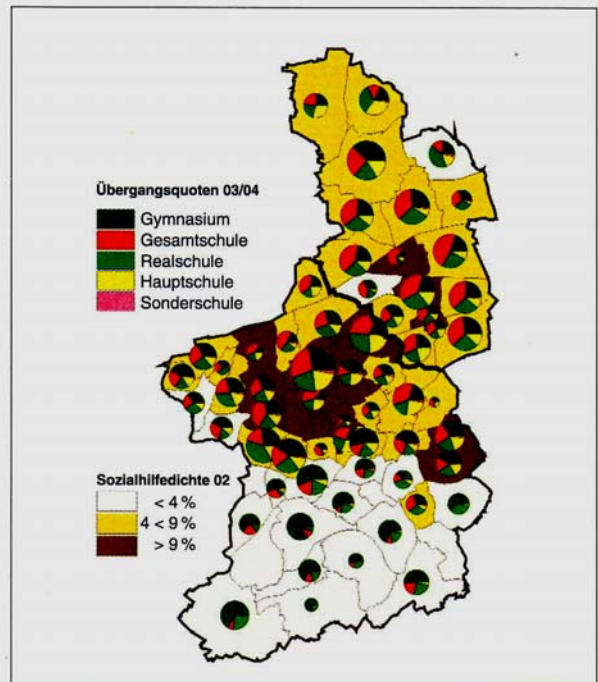 Übergangsquoten 03/04
Gymnasium
Gesamtschule
Realschule
Hauptschule
Sonderschule
Sozialhilfedichte 02
< 4 %
4 < 9 %
> 9 %